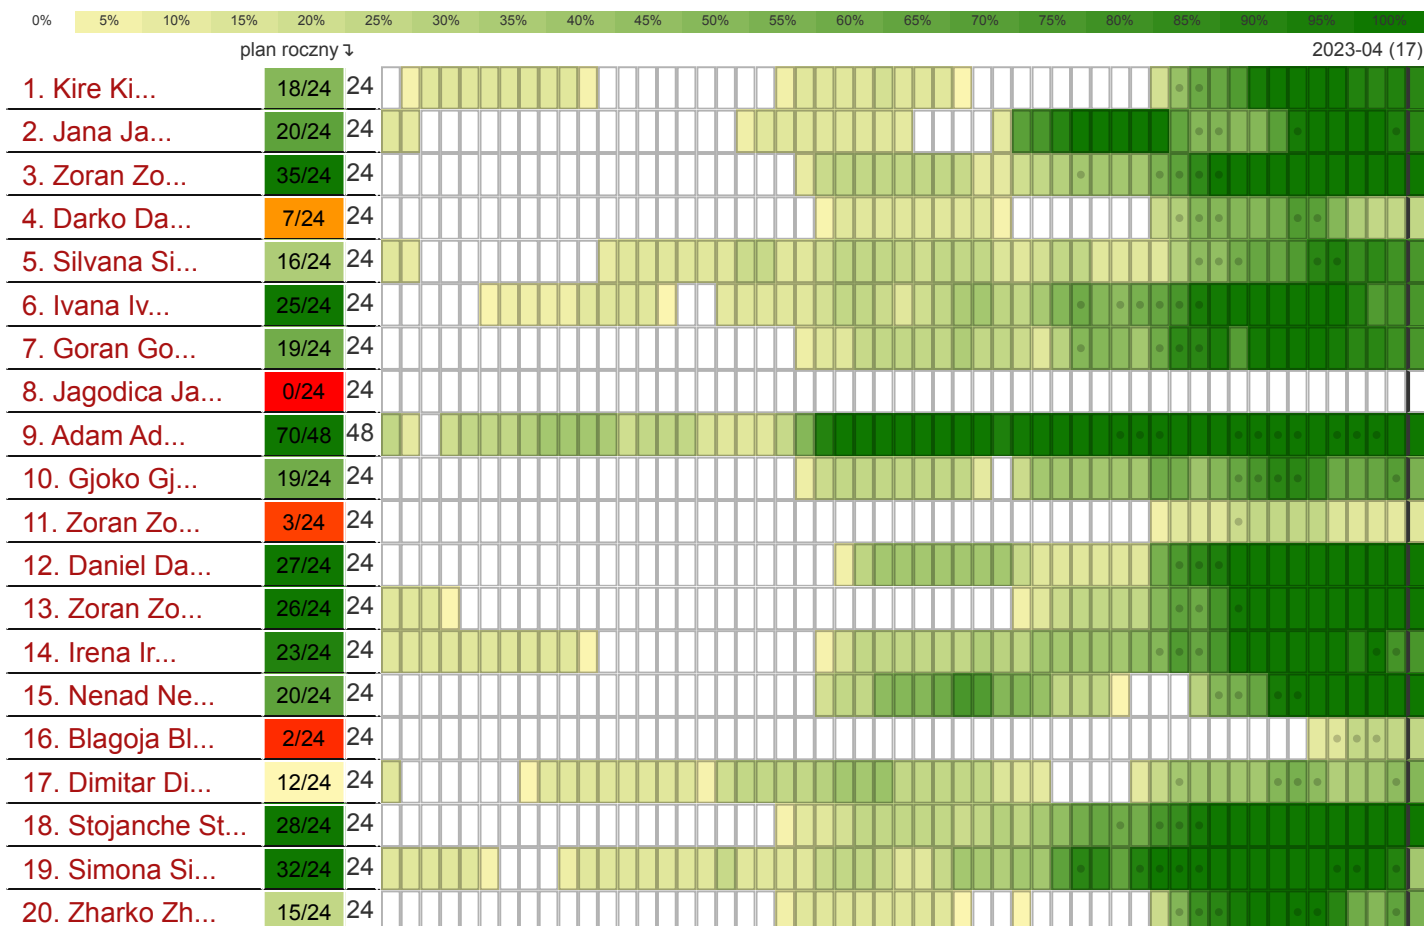 0% 5% 10% 15% 20% 25% 30% 35% 40% 45% 50% 55% 60% 65% 70% 75% 80% 85% 90% 95% 100%
plan roczny ↴ 2023-04 (17)
1. Kire Ki... 18/24 24
2. Jana Ja... 20/24 24
3. Zoran Zo... 35/24 24
4. Darko Da... 7/24 24
5. Silvana Si... 16/24 24
6. Ivana Iv... 25/24 24
7. Goran Go... 19/24 24
8. Jagodica Ja... 0/24 24
9. Adam Ad... 70/48 48
10. Gjoko Gj... 19/24 24
11. Zoran Zo... 3/24 24
12. Daniel Da... 27/24 24
13. Zoran Zo... 26/24 24
14. Irena Ir... 23/24 24
15. Nenad Ne... 20/24 24
16. Blagoja Bl... 2/24 24
17. Dimitar Di... 12/24 24
18. Stojanche St... 28/24 24
19. Simona Si... 32/24 24
20. Zharko Zh... 15/24 24